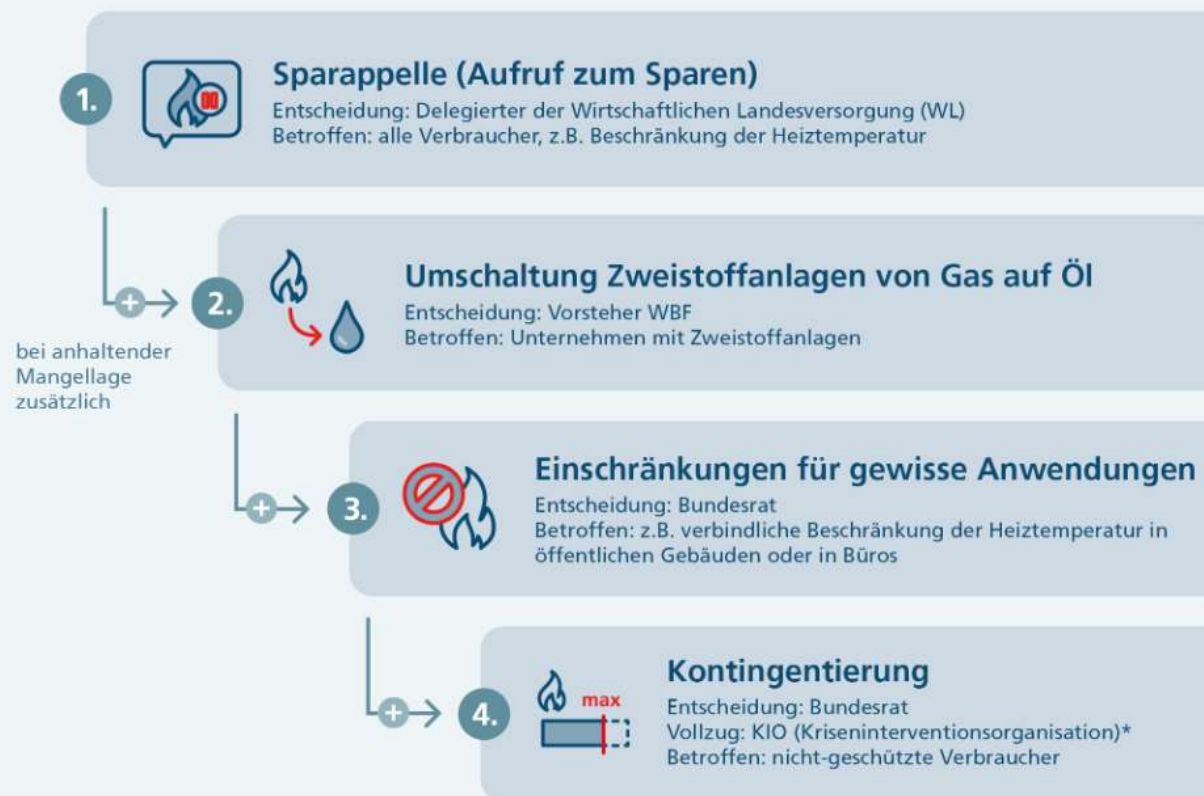 1.
Sparappelle (Aufruf zum Sparen)
Entscheidung: Delegierter der Wirtschaftlichen Landesversorgung (WL)
Betroffen: alle Verbraucher, z.B. Beschränkung der Heiztemperatur
+
bei anhaltender
Mangellage
zusätzlich
2.
Umschaltung Zweistoffanlagen von Gas auf Öl
Entscheidung: Vorsteher WBF
Betroffen: Unternehmen mit Zweistoffanlagen
+
3.
Einschränkungen für gewisse Anwendungen
Entscheidung: Bundesrat
Betroffen: z.B. verbindliche Beschränkung der Heiztemperatur in
öffentlichen Gebäuden oder in Büros
+
4.
max
Kontingentierung
Entscheidung: Bundesrat
Vollzug: KIO (Kriseninterventionsorganisation)*
Betroffen: nicht-geschützte Verbraucher